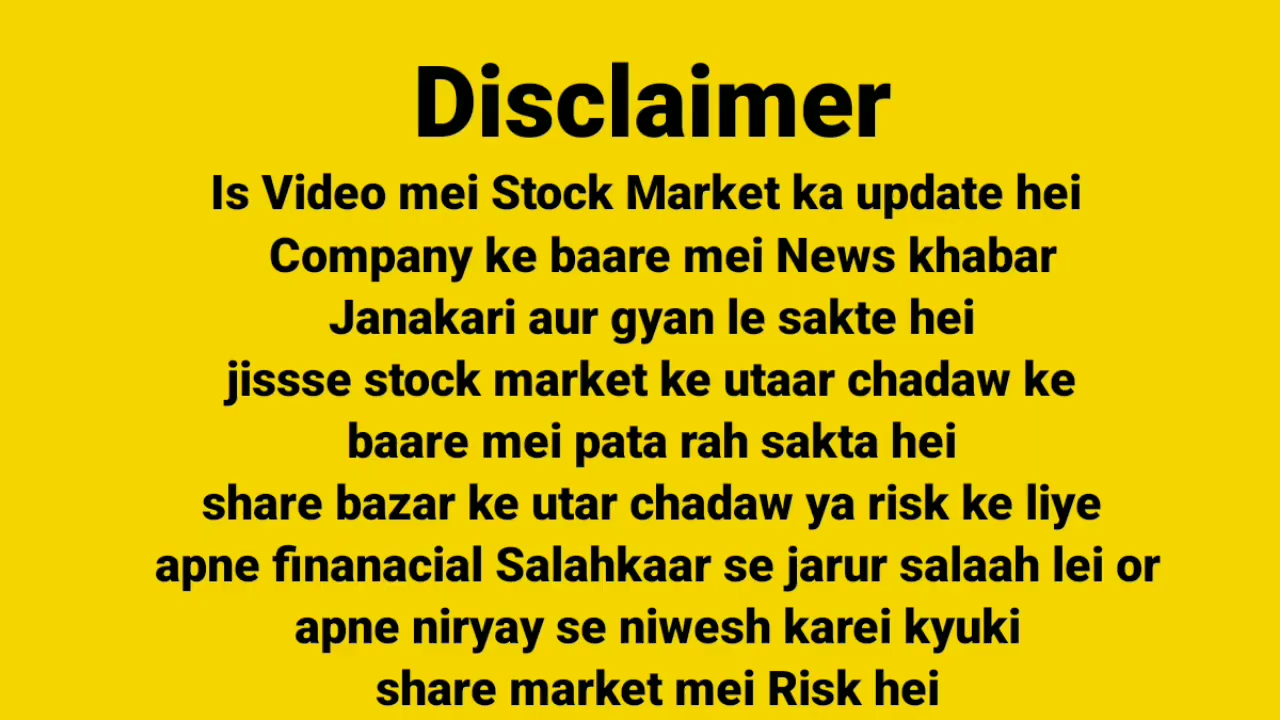 Disclaimer
Is Video mei Stock Market ka update hei
Company ke baare mei News khabar
Janakari aur gyan le sakte hei
jissse stock market ke utaar chadaw ke
baare mei pata rah sakta hei
share bazar ke utar chadaw ya risk ke liye
apne finanacial Salahkaar se jarur salaah lei or
apne niryay se niwesh karei kyuki
share market mei Risk hei